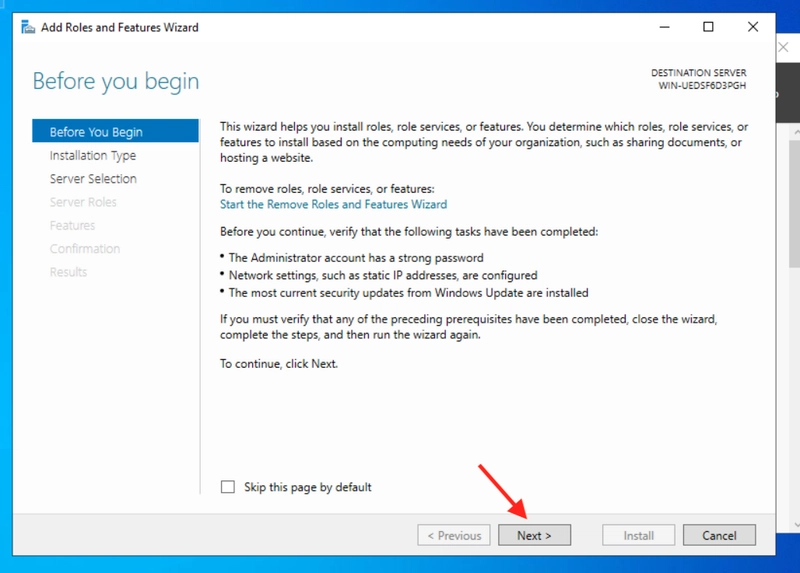 Add Roles and Features Wizard
Before you begin
DESTINATION SERVER
WIN-UEDSF6D3PGH
Before You Begin
Installation Type
Server Selection
Server Roles
Features
Confirmation
Results
This wizard helps you install roles, role services, or features. You determine which roles, role services, or
features to install based on the computing needs of your organization, such as sharing documents, or
hosting a website.
To remove roles, role services, or features:
Start the Remove Roles and Features Wizard
Before you continue, verify that the following tasks have been completed:
• The Administrator account has a strong password
• Network settings, such as static IP addresses, are configured
• The most current security updates from Windows Update are installed
If you must verify that any of the preceding prerequisites have been completed, close the wizard,
complete the steps, and then run the wizard again.
To continue, click Next.
Skip this page by default
< Previous
Next >
Install
Cancel